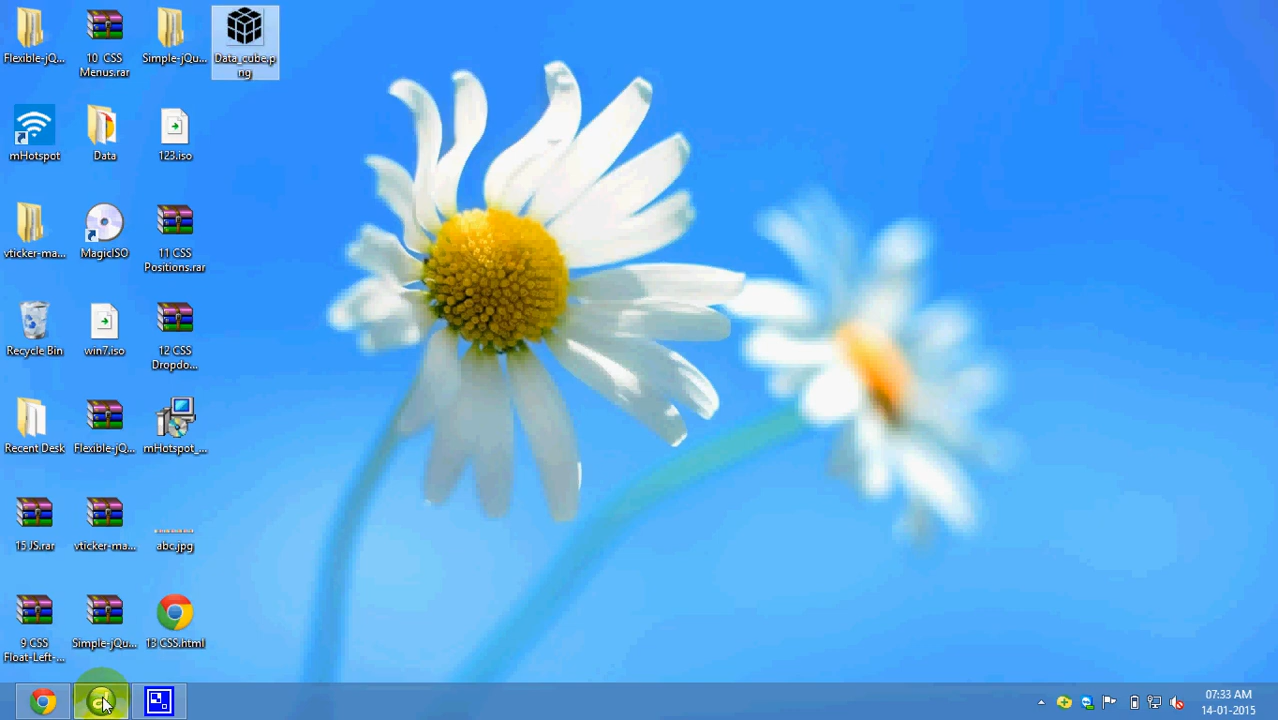 Flexible-jQ...
10 CSS
Menus.rar
Simple-jQu...
Data_cube.p
ng
mHotspot
Data
123.iso
vticker-ma...
MagicISO
11 CSS
Positions.rar
Recycle Bin
win7.iso
12 CSS
Dropdo...
Recent Desk
Flexible-jQ...
mHotspot_...
15 JS.rar
vticker-ma...
abc.jpg
9 CSS
Float-Left-...
Simple-jQu...
13 CSS.html
07:33 AM
14-01-2015